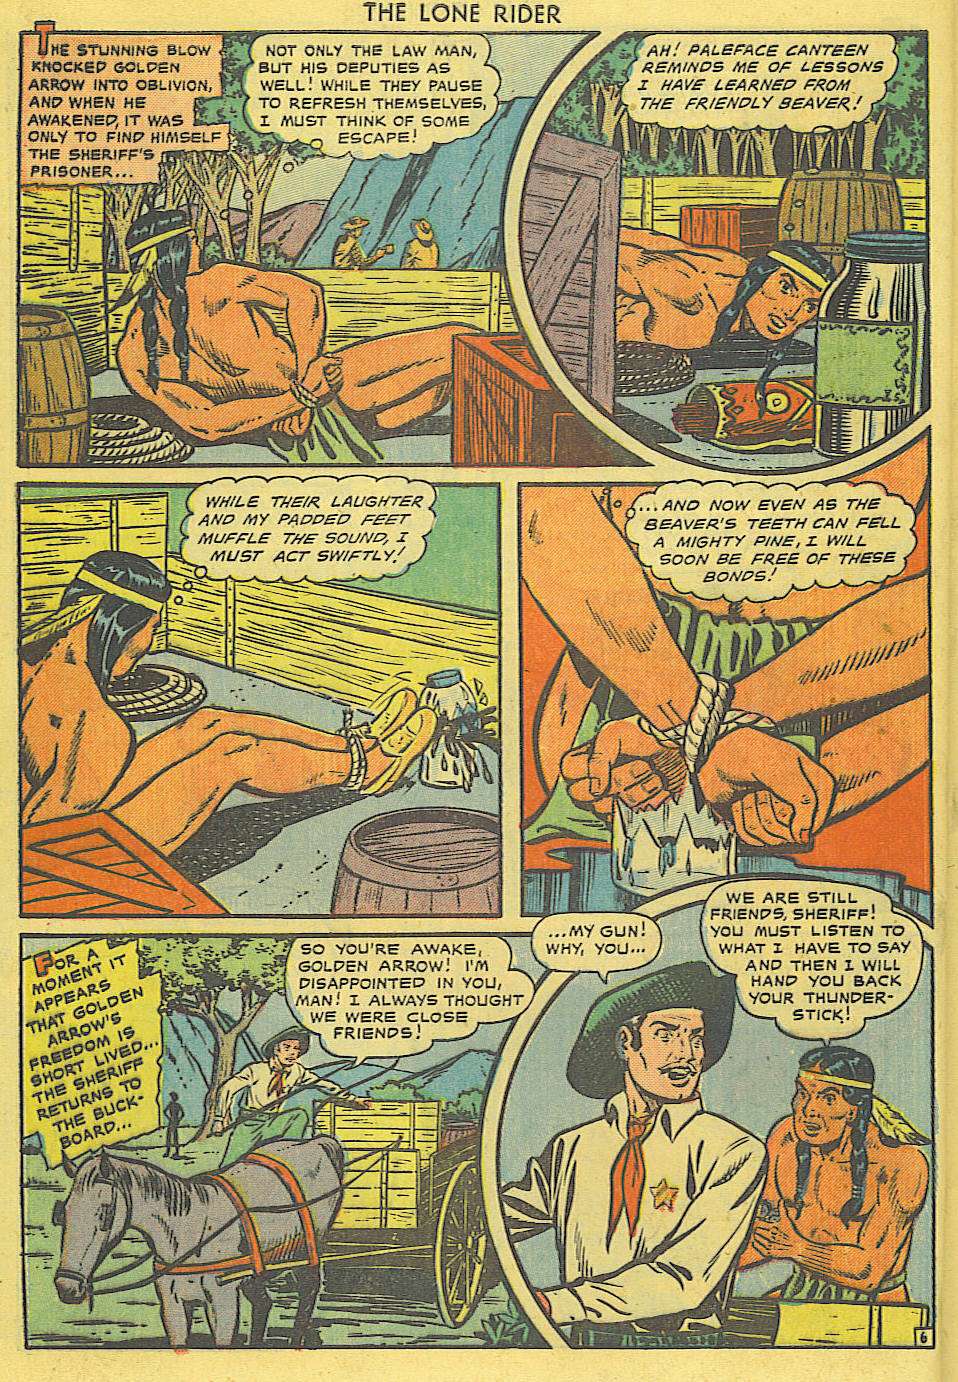 THE LONE RIDER
THE STUNNING BLOW
KNOCKED GOLDEN
ARROW INTO OBLIVION,
AND WHEN HE
AWAKENED, IT WAS
ONLY TO FIND HIMSELF
THE SHERIFF'S
PRISONER...
NOT ONLY THE LAW MAN,
BUT HIS DEPUTIES AS
WELL! WHILE THEY PAUSE
TO REFRESH THEMSELVES,
I MUST THINK OF SOME
ESCAPE!
AH! PALEFACE CANTEEN
REMINDS ME OF LESSONS
I HAVE LEARNED FROM
THE FRIENDLY BEAVER!
WHILE THEIR LAUGHTER
AND MY PADDED FEET
MUFFLE THE SOUND, I
MUST ACT SWIFTLY!
...AND NOW EVEN AS THE
BEAVER'S TEETH CAN FELL
A MIGHTY PINE, I WILL
SOON BE FREE OF THESE
BONDS!
FOR A
MOMENT IT
APPEARS
THAT GOLDEN
ARROW'S
FREEDOM IS
SHORT LIVED...
THE SHERIFF
RETURNS TO
THE BUCK-
BOARD...
SO YOU'RE AWAKE,
GOLDEN ARROW! I'M
DISAPPOINTED IN YOU,
MAN! I ALWAYS THOUGHT
WE WERE CLOSE
FRIENDS!
...MY GUN!
WHY, YOU...
WE ARE STILL
FRIENDS, SHERIFF!
YOU MUST LISTEN TO
WHAT I HAVE TO SAY
AND THEN I WILL
HAND YOU BACK
YOUR THUNDER-
STICK!
6